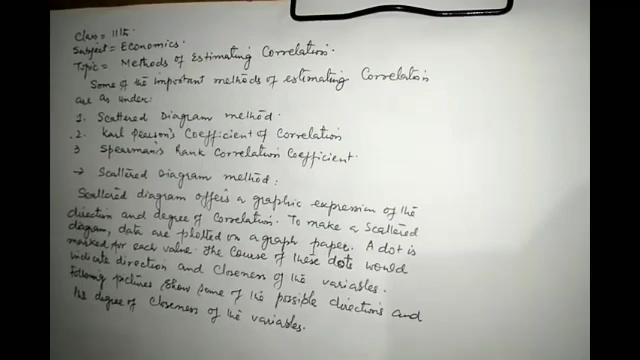 Class = 11th.
Subject = Economics.
Topic = Methods of Estimating Correlation.
Some of the important methods of estimating Correlation
are as under:
1. Scattered Diagram method.
2. Karl Pearson's Coefficient of Correlation
3 Spearman's Rank Correlation Coefficient.
→ Scattered Diagram method:
Scattered diagram offers a graphic expression of the
direction and degree of Correlation. To make a Scattered
diagram, data are plotted on a graph paper. A dot is
marked for each value. The Course of these dots would
indicate direction and closeness of the variables.
Following pictures show some of the possible directions and
the degree of closeness of the variables.